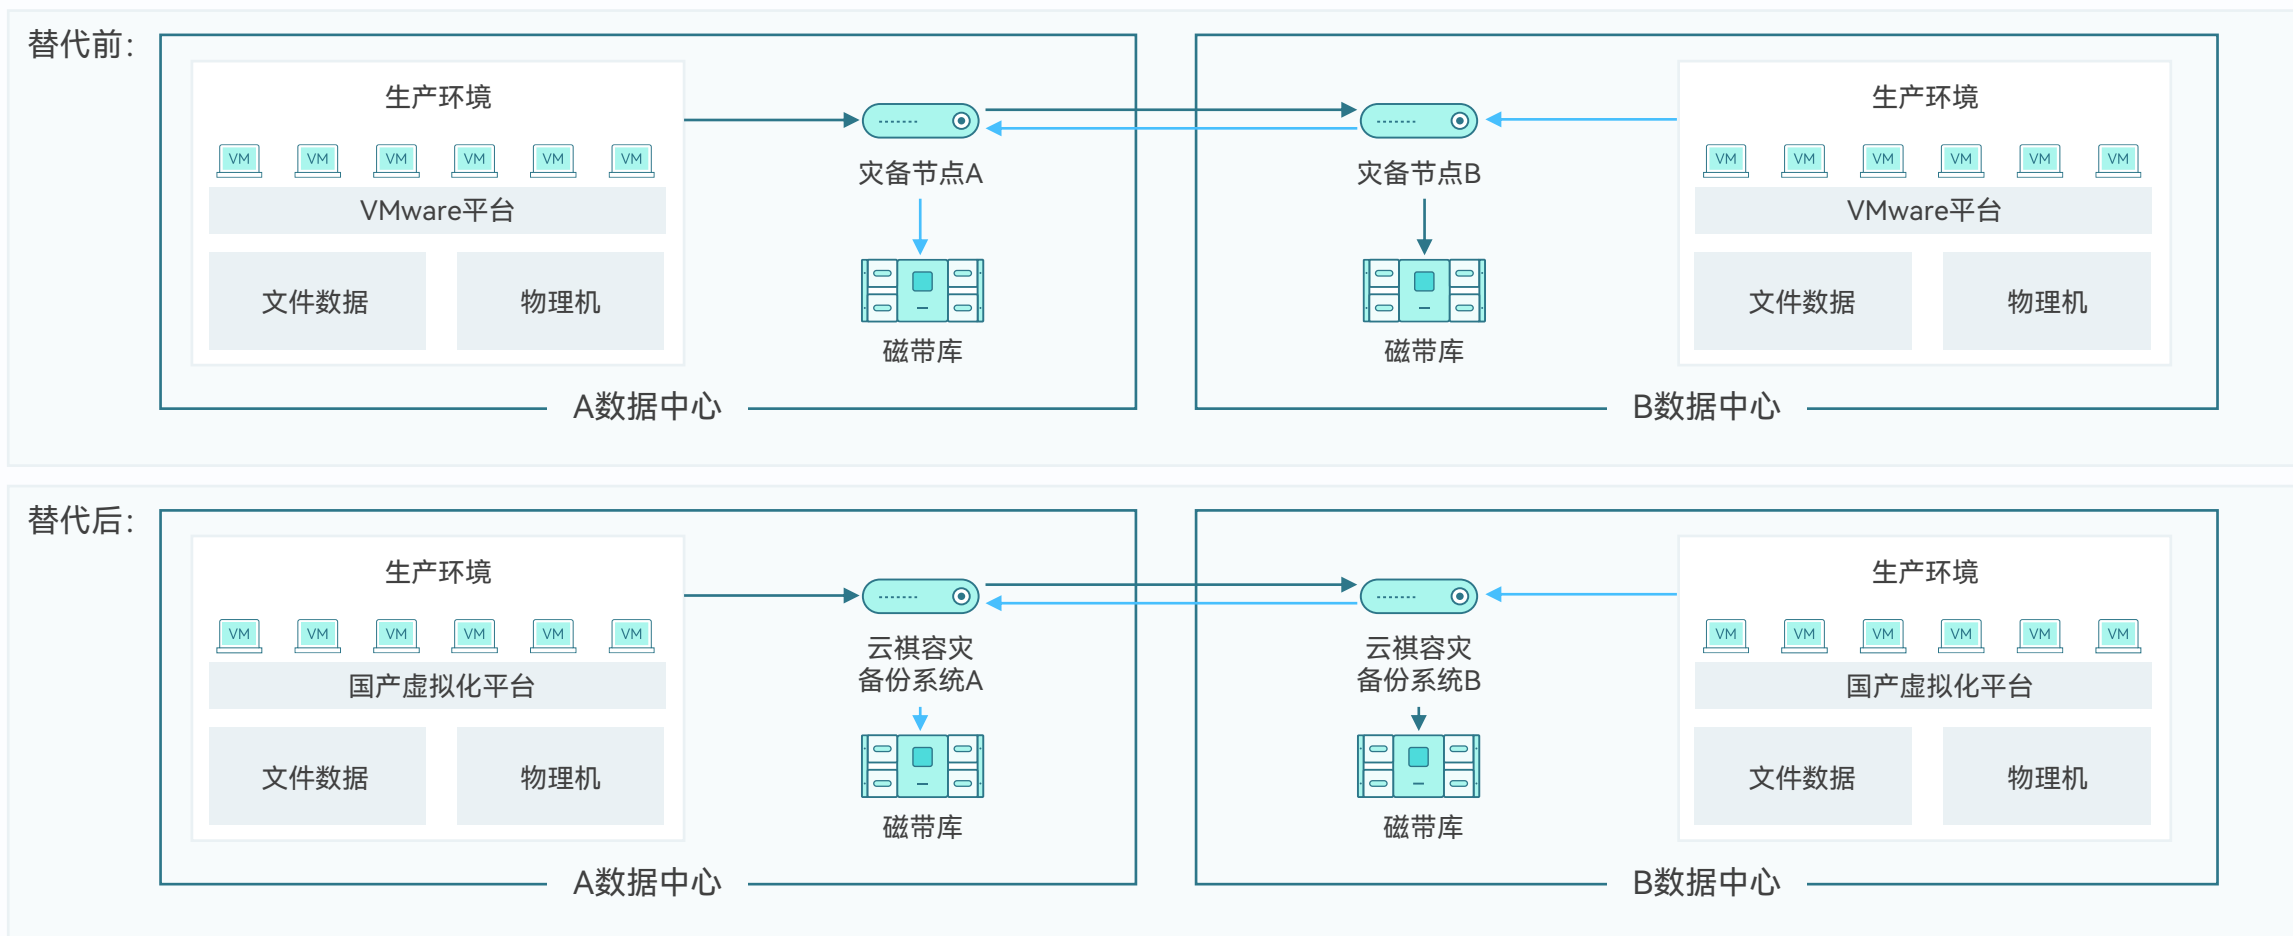 替代前:
生产环境
VM VM VM VM VM VM
VMware平台
文件数据
物理机
灾备节点A
磁带库
A数据中心
灾备节点B
磁带库
生产环境
VM VM VM VM VM VM
VMware平台
文件数据
物理机
B数据中心
替代后:
生产环境
VM VM VM VM VM VM
国产虚拟化平台
文件数据
物理机
云祺容灾
备份系统A
磁带库
A数据中心
云祺容灾
备份系统B
磁带库
生产环境
VM VM VM VM VM VM
国产虚拟化平台
文件数据
物理机
B数据中心